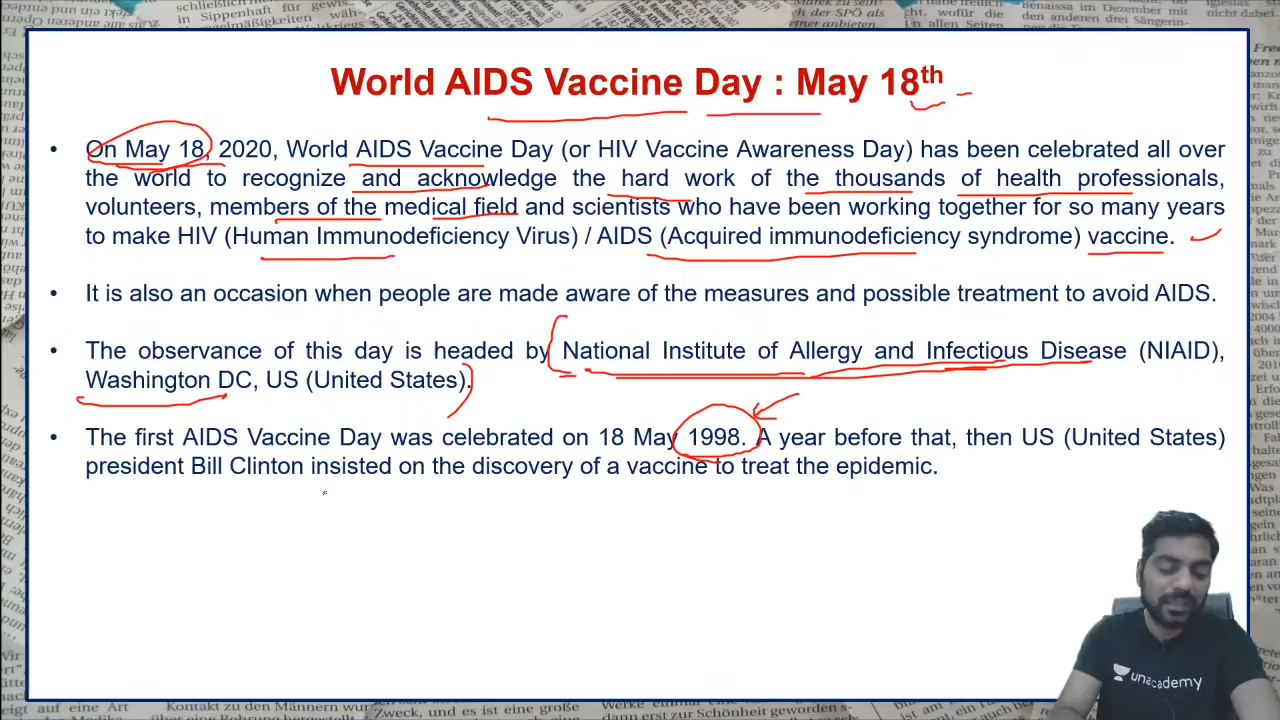 World AIDS Vaccine Day : May 18th
• On May 18, 2020, World AIDS Vaccine Day (or HIV Vaccine Awareness Day) has been celebrated all over
the world to recognize and acknowledge the hard work of the thousands of health professionals,
volunteers, members of the medical field and scientists who have been working together for so many years
to make HIV (Human Immunodeficiency Virus) / AIDS (Acquired immunodeficiency syndrome) vaccine.
• It is also an occasion when people are made aware of the measures and possible treatment to avoid AIDS.
• The observance of this day is headed by National Institute of Allergy and Infectious Disease (NIAID),
Washington DC, US (United States).
• The first AIDS Vaccine Day was celebrated on 18 May 1998. A year before that, then US (United States)
president Bill Clinton insisted on the discovery of a vaccine to treat the epidemic.
unacademy